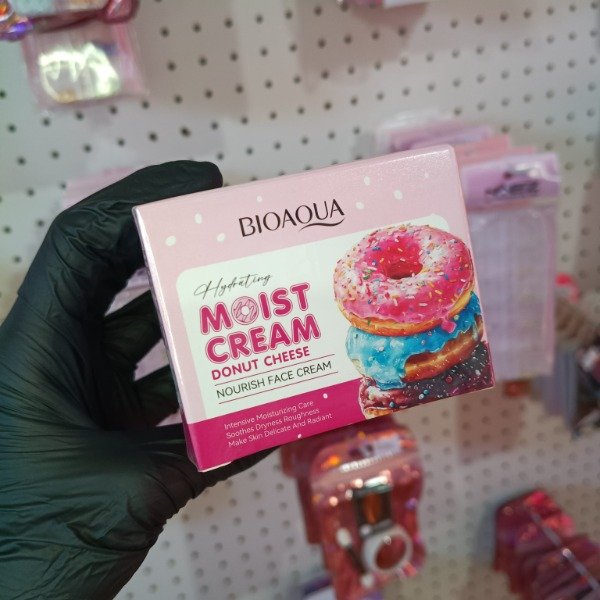 BIOAQUA
Hydrating
MOIST
CREAM
DONUT CHEESE
NOURISH FACE CREAM
Intensive Moisturizing Care
Soothes Dryness Roughness
Make Skin Delicate And Radiant